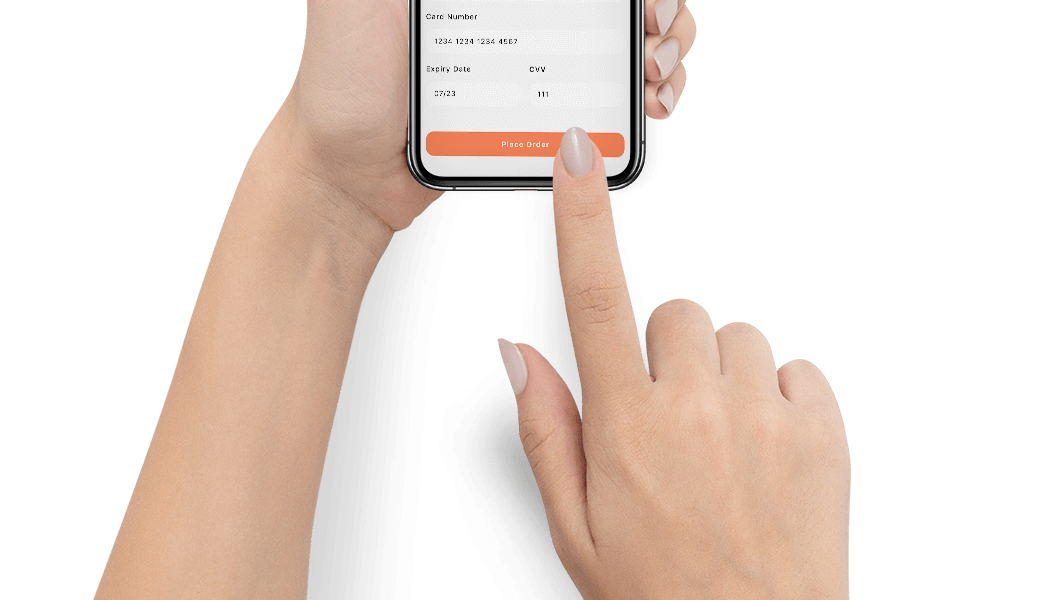 Card Number
1234 1234 1234 4567
Expiry Date CVV
07/23 111
Place Order